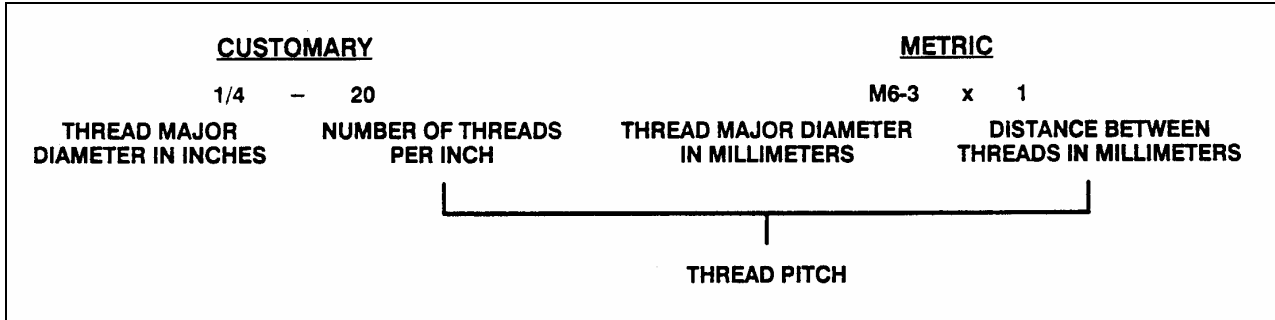 CUSTOMARY
1/4 – 20
THREAD MAJOR
DIAMETER IN INCHES
NUMBER OF THREADS
PER INCH
METRIC
M6-3 x 1
THREAD MAJOR DIAMETER
IN MILLIMETERS
DISTANCE BETWEEN
THREADS IN MILLIMETERS
THREAD PITCH